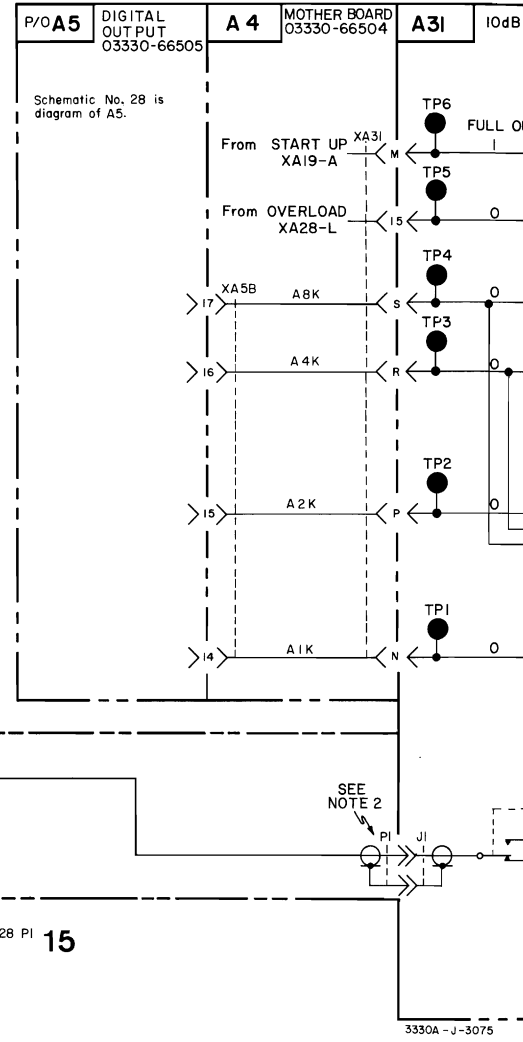 P/O A5 DIGITAL OUTPUT 03330-66505
A4 MOTHER BOARD 03330-66504
A31 10dB
Schematic No. 28 is
diagram of A5.
TP6
FULL
From START UP XA31
XA19-A
M
1
TP5
From OVERLOAD
XA28-L
15
0
TP4
17
XA5B
A8K
S
0
TP3
16
A4K
R
0
TP2
15
A2K
P
0
TP1
14
A1K
N
0
SEE
NOTE 2
P1
J1
28 P1 15
3330A-J-3075